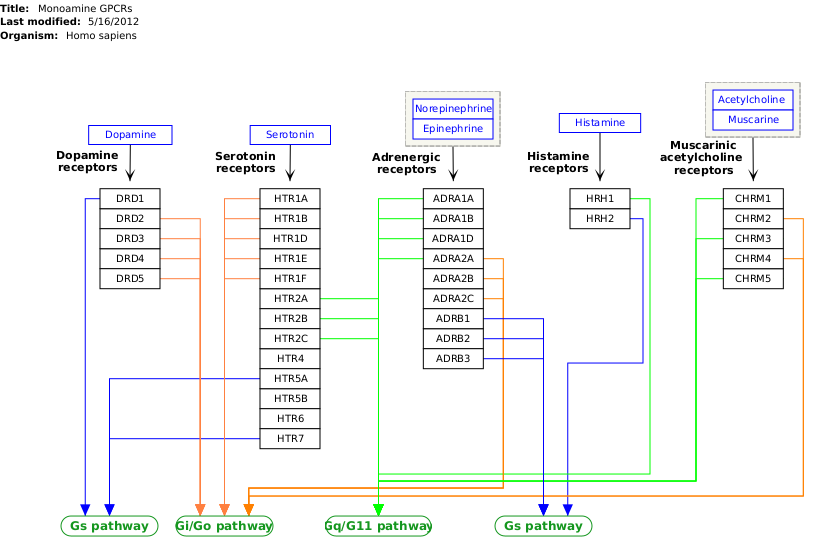 Title: Monoamine GPCRs
Last modified: 5/16/2012
Organism: Homo sapiens
Dopamine
Serotonin
Norepinephrine
Epinephrine
Histamine
Acetylcholine
Muscarine
Dopamine
receptors
Serotonin
receptors
Adrenergic
receptors
Histamine
receptors
Muscarinic
acetylcholine
receptors
DRD1
DRD2
DRD3
DRD4
DRD5
HTR1A
HTR1B
HTR1D
HTR1E
HTR1F
HTR2A
HTR2B
HTR2C
HTR4
HTR5A
HTR5B
HTR6
HTR7
ADRA1A
ADRA1B
ADRA1D
ADRA2A
ADRA2B
ADRA2C
ADRB1
ADRB2
ADRB3
HRH1
HRH2
CHRM1
CHRM2
CHRM3
CHRM4
CHRM5
Gs pathway
Gi/Go pathway
Gq/G11 pathway
Gs pathway